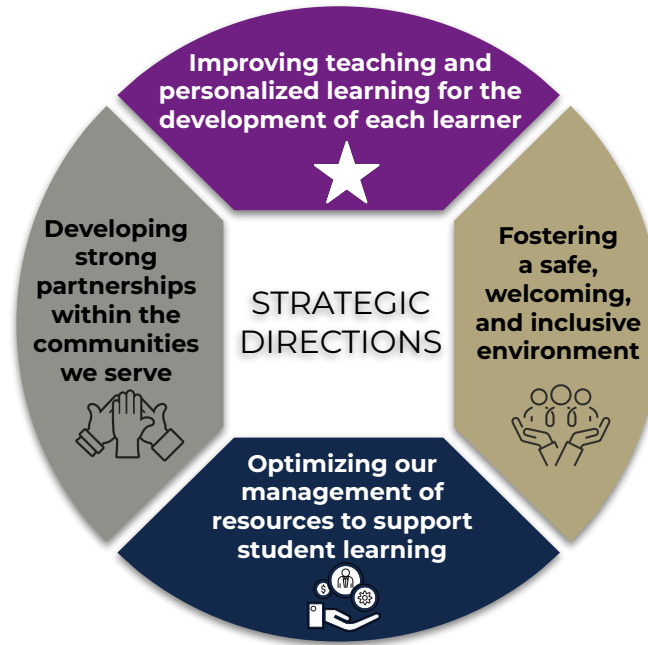 Improving teaching and
personalized learning for the
development of each learner
Developing
strong
partnerships
within the
communities
we serve
STRATEGIC
DIRECTIONS
Fostering
a safe,
welcoming,
and inclusive
environment
Optimizing our
management of
resources to support
student learning
$